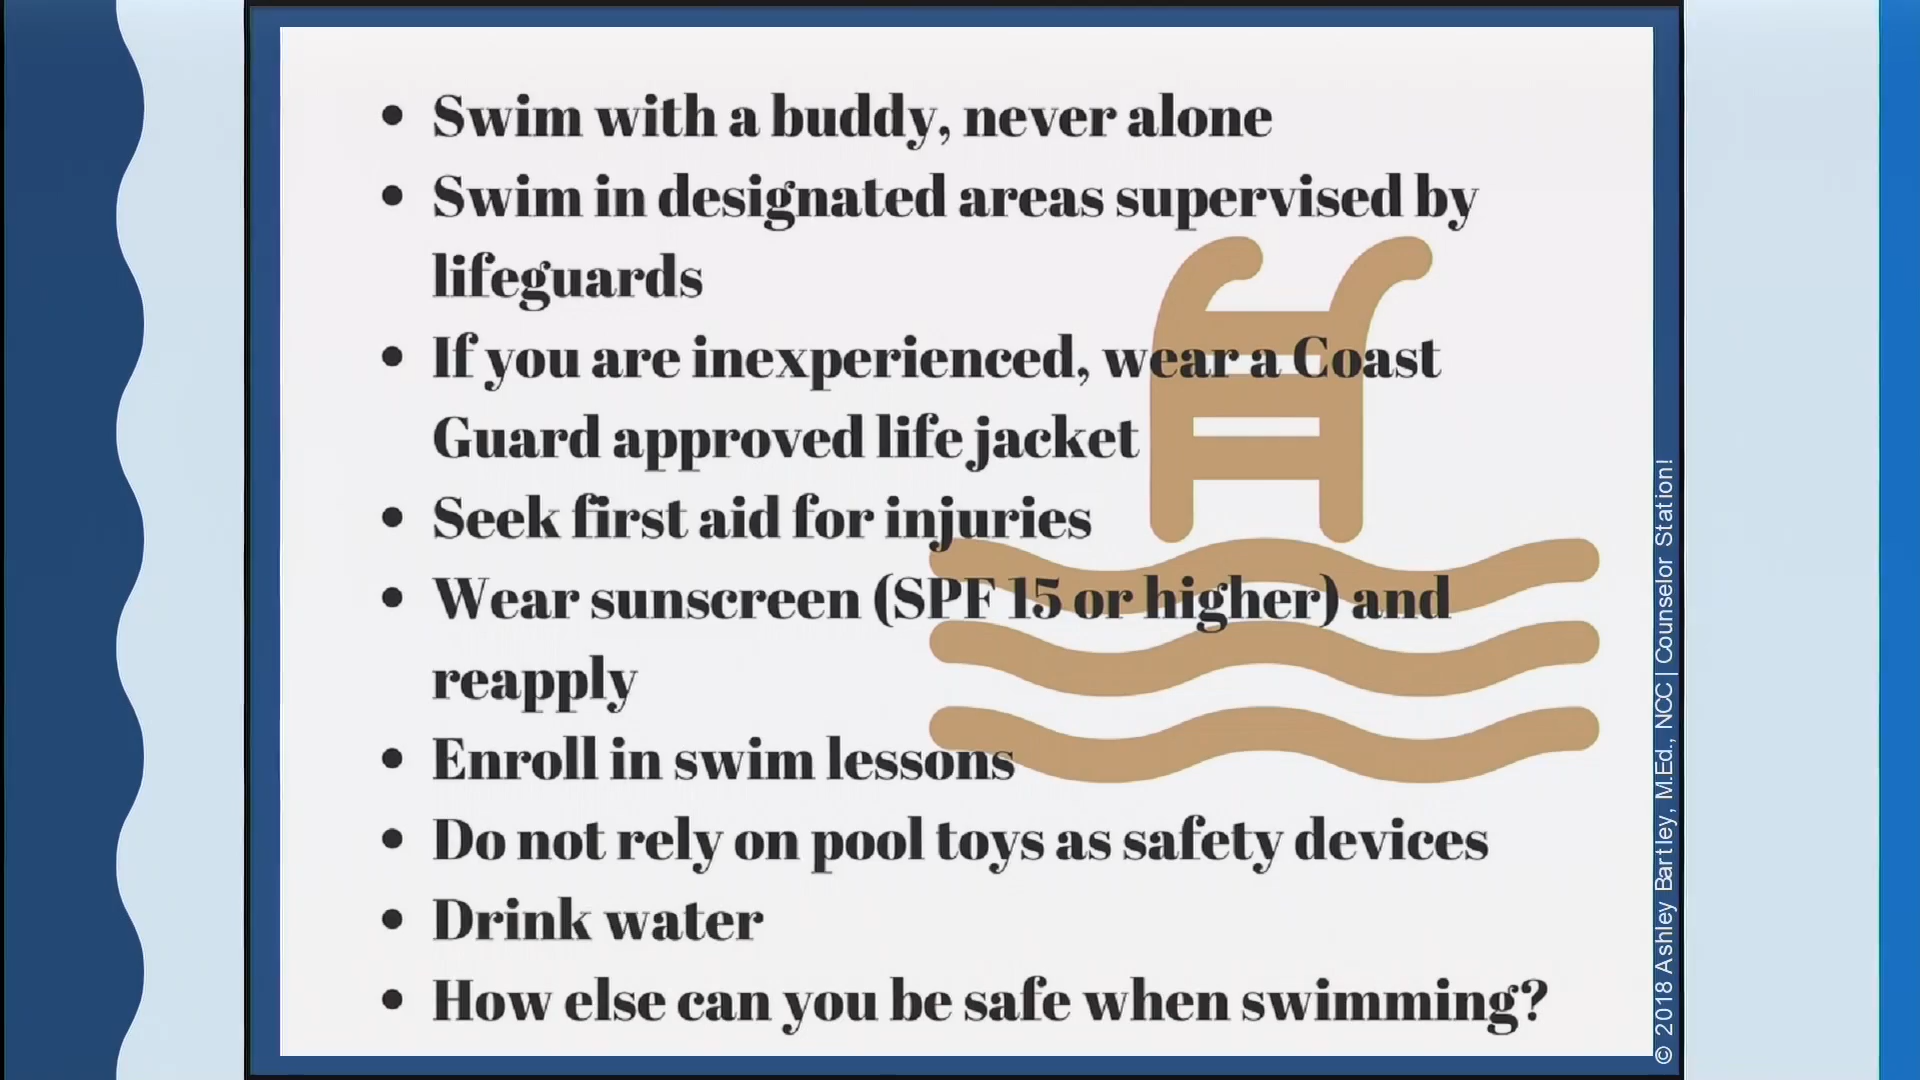 • Swim with a buddy, never alone
• Swim in designated areas supervised by
lifeguards
• If you are inexperienced, wear a Coast
Guard approved life jacket
• Seek first aid for injuries
• Wear sunscreen (SPF 15 or higher) and
reapply
• Enroll in swim lessons
• Do not rely on pool toys as safety devices
• Drink water
• How else can you be safe when swimming?
© 2018 Ashley Bartley, M.Ed., NCC | Counselor Station!